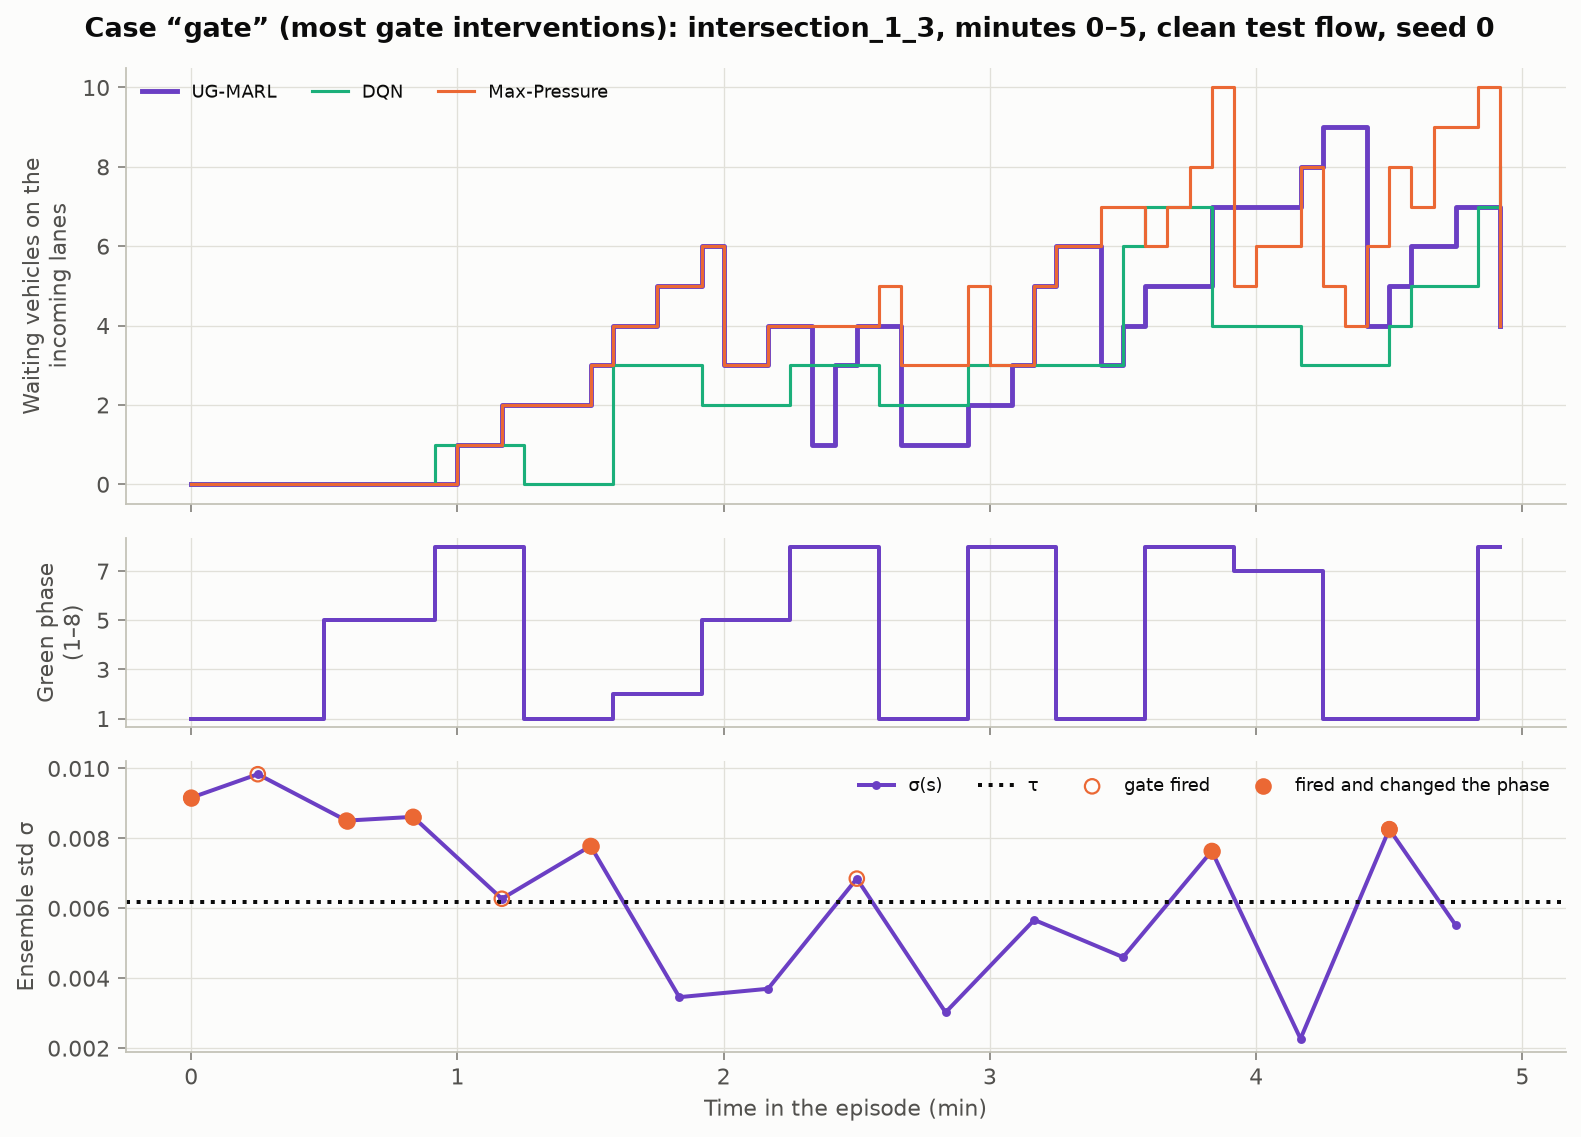 Case “gate” (most gate interventions): intersection_1_3, minutes 0–5, clean test flow, seed 0
UG-MARL
DQN
Max-Pressure
Waiting vehicles on the
incoming lanes
10
8
6
4
2
0
Green phase
(1–8)
7
5
3
1
σ(s)
τ
gate fired
fired and changed the phase
Ensemble std σ
0.010
0.008
0.006
0.004
0.002
0
1
2
3
4
5
Time in the episode (min)